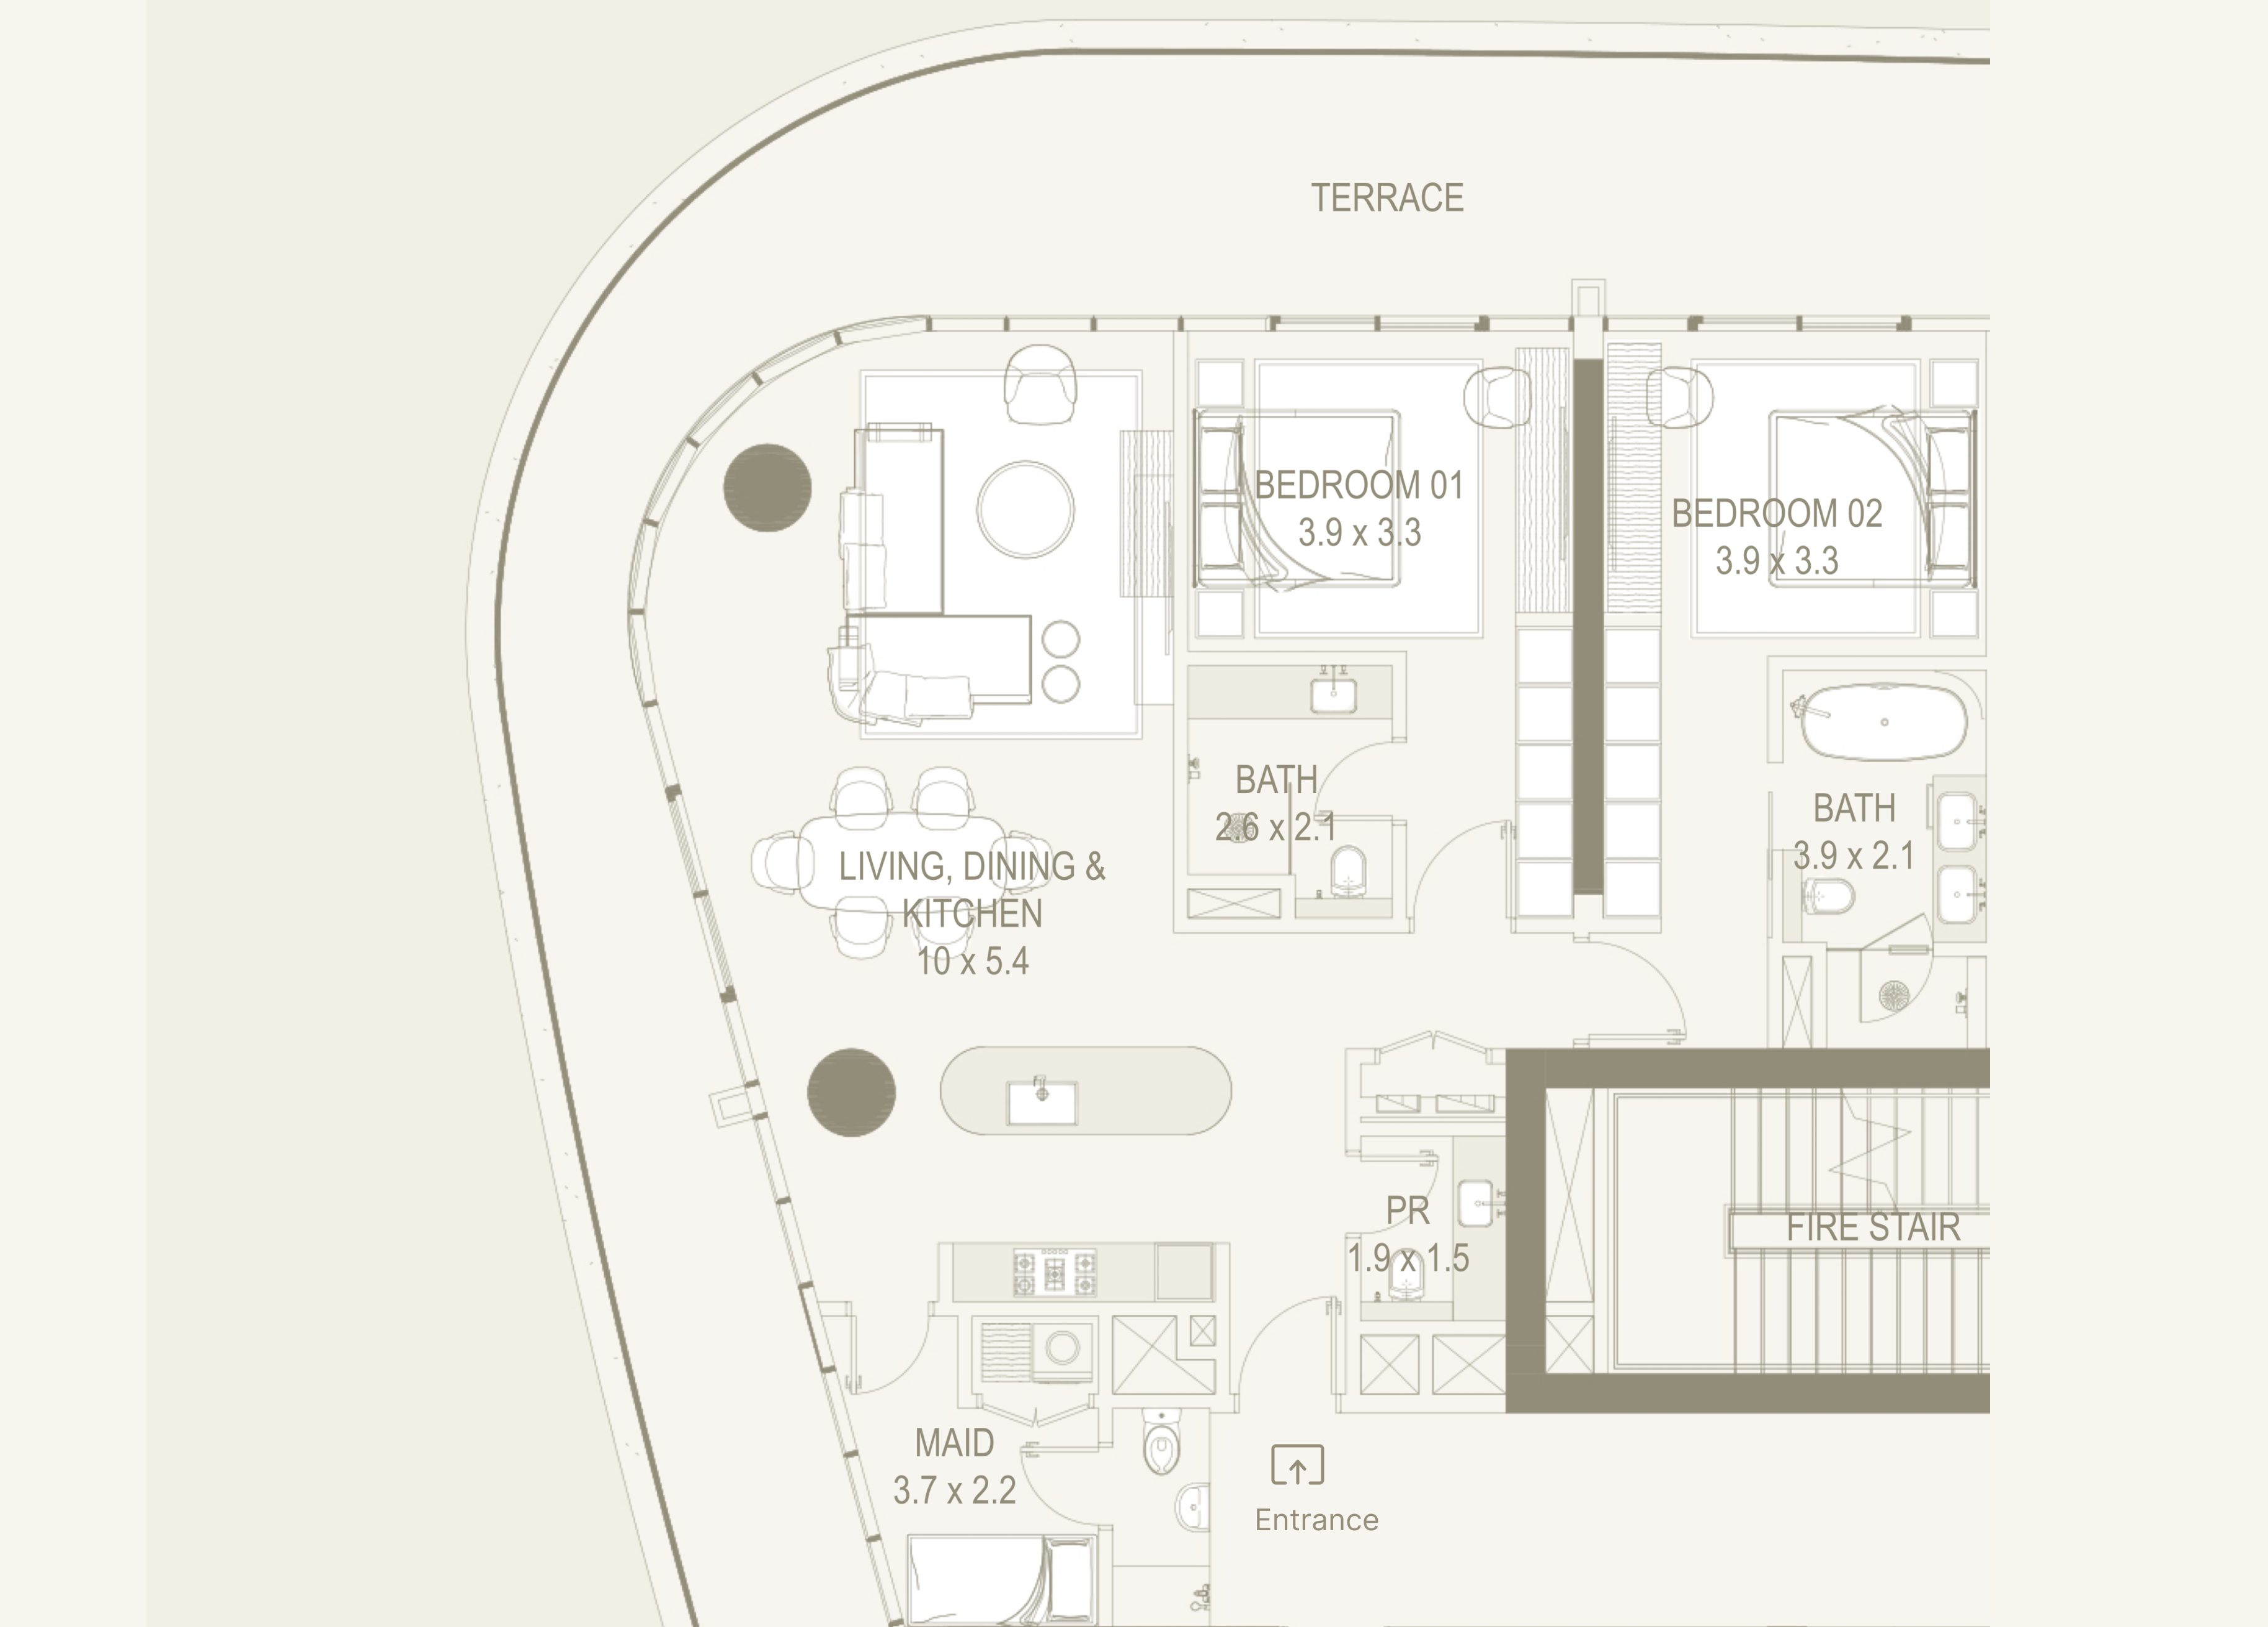 TERRACE
BEDROOM 01
3.9 x 3.3
BEDROOM 02
3.9 x 3.3
BATH
2.6 x 2.1
BATH
3.9 x 2.1
LIVING, DINING &
KITCHEN
10 x 5.4
PR
1.9 x 1.5
FIRE STAIR
MAID
3.7 x 2.2
Entrance